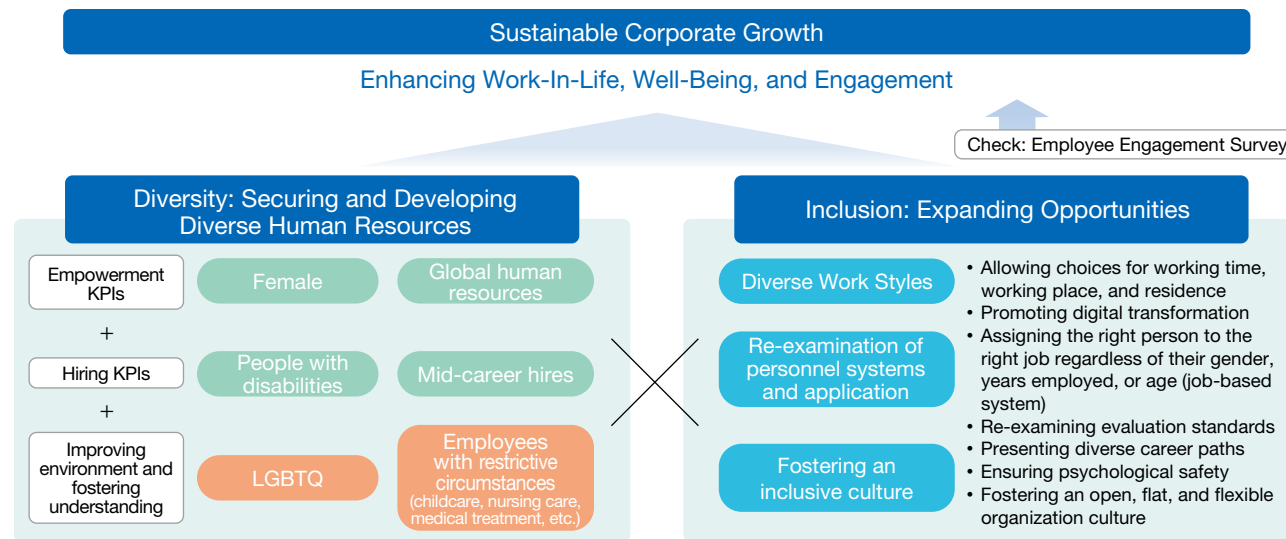 Sustainable Corporate Growth
Enhancing Work-In-Life, Well-Being, and Engagement
Check: Employee Engagement Survey
Diversity: Securing and Developing
Diverse Human Resources
Empowerment
KPIs
Female
Global human
resources
+
Hiring KPIs
People with
disabilities
Mid-career hires
+
Improving
environment and
fostering
understanding
LGBTQ
Employees
with restrictive
circumstances
(childcare, nursing care,
medical treatment, etc.)
Inclusion: Expanding Opportunities
Diverse Work Styles
Re-examination of
personnel systems
and application
Fostering an
inclusive culture
• Allowing choices for working time,
working place, and residence
• Promoting digital transformation
• Assigning the right person to the
right job regardless of their gender,
years employed, or age (job-based
system)
• Re-examining evaluation standards
• Presenting diverse career paths
• Ensuring psychological safety
• Fostering an open, flat, and flexible
organization culture